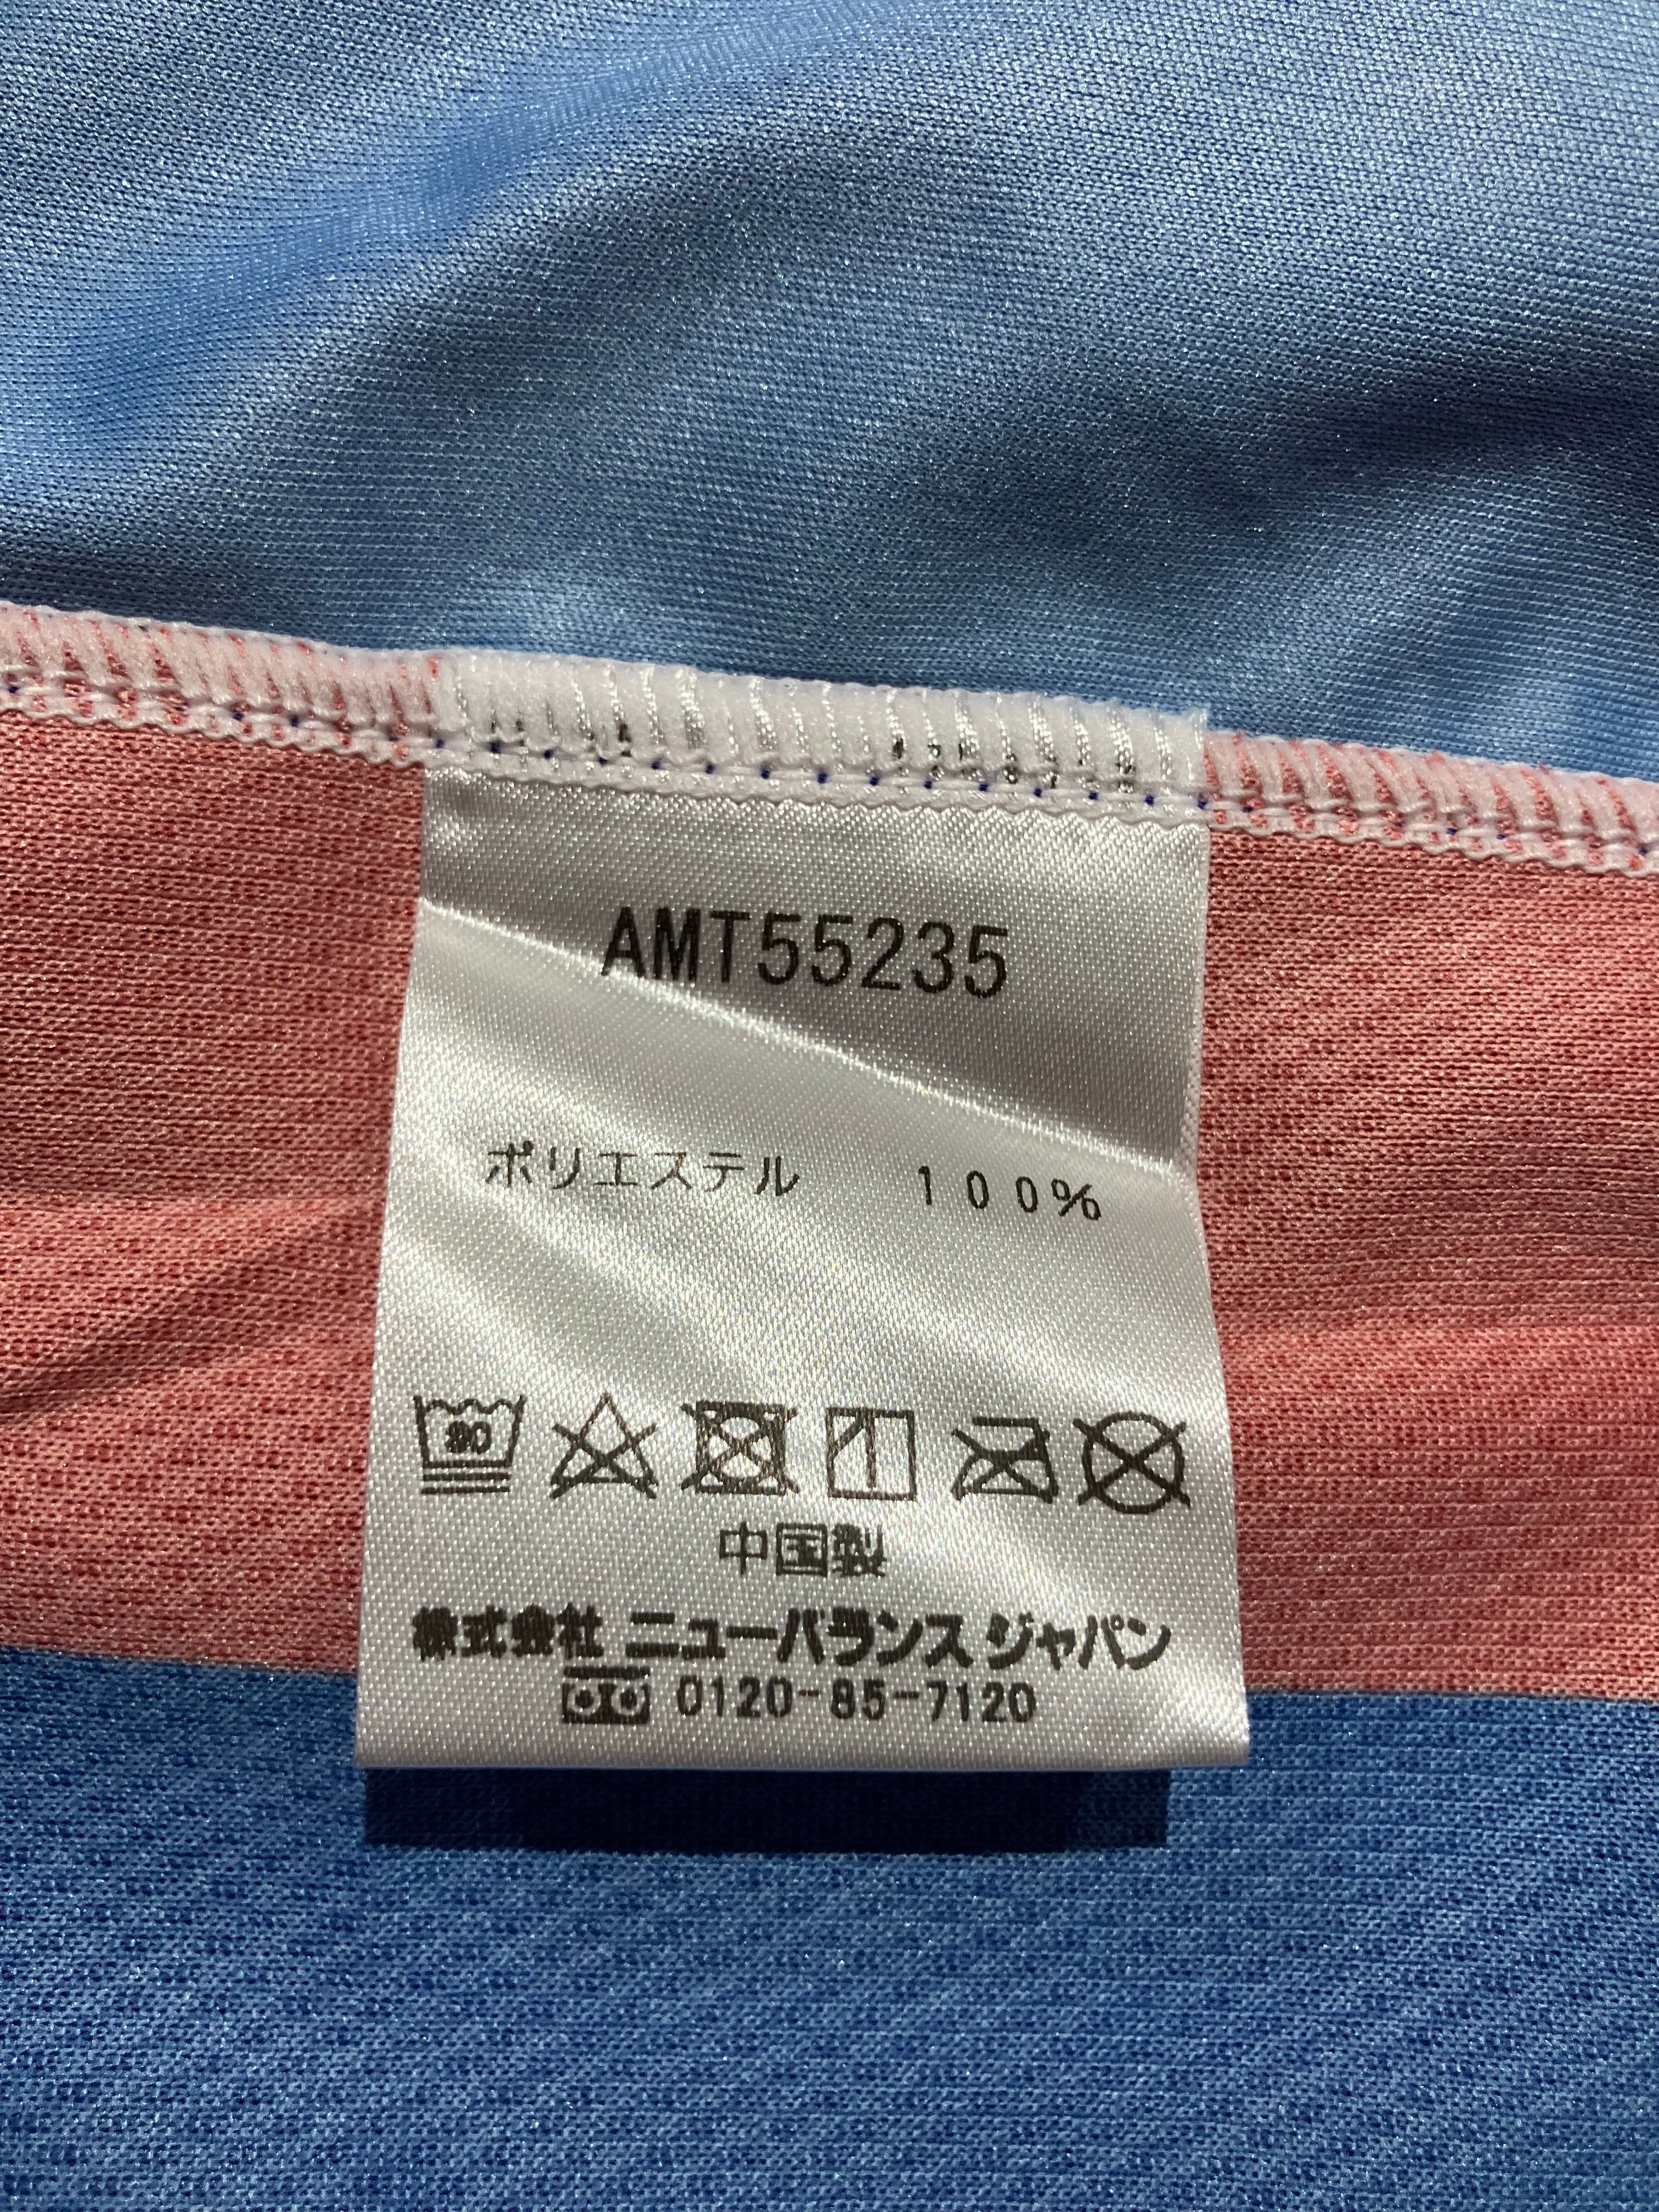 AMT55235
ポリエステル 100%
30
中国製
株式会社 ニューバランス ジャパン
0120-85-7120